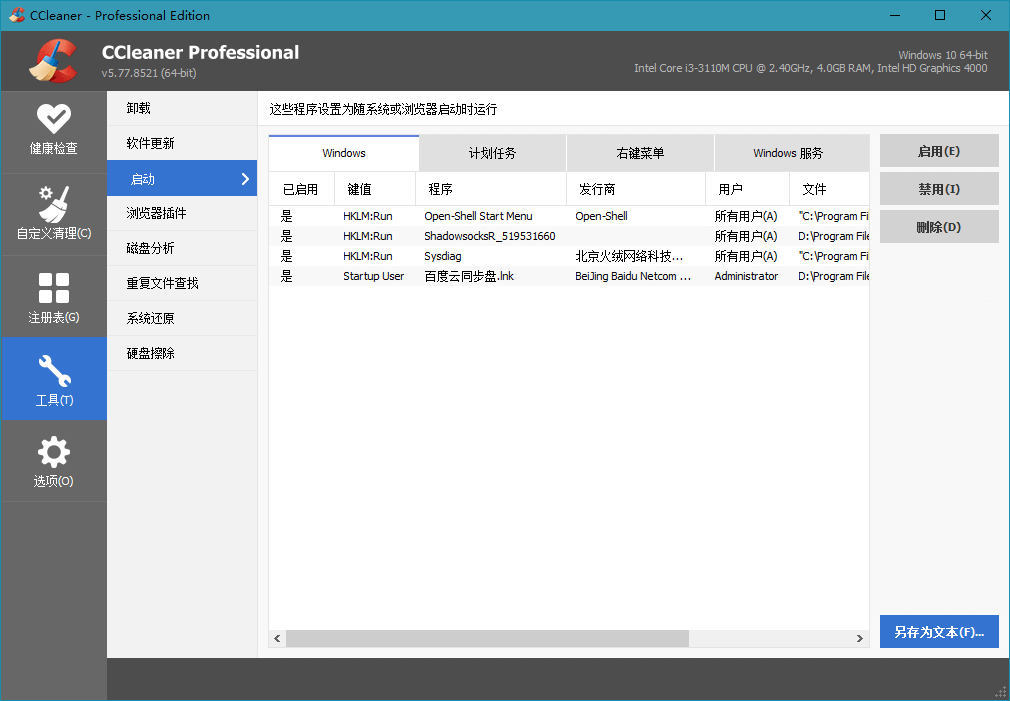 CCleaner - Professional Edition
CCleaner Professional
v5.77.8521 (64-bit)
Windows 10 64-bit
Intel Core i3-3110M CPU @ 2.40GHz, 4.0GB RAM, Intel HD Graphics 4000
健康检查
自定义清理(C)
注册表(G)
工具(T)
选项(O)
卸载
软件更新
启动
浏览器插件
磁盘分析
重复文件查找
系统还原
硬盘擦除
这些程序设置为随系统或浏览器启动时运行
Windows 计划任务 右键菜单 Windows 服务
已启用 键值 程序 发行商 用户 文件
是 HKLM:Run Open-Shell Start Menu Open-Shell 所有用户(A) "C:\Program Fi
是 HKLM:Run ShadowsocksR_519531660 所有用户(A) D:\Program File
是 HKLM:Run Sysdiag 北京火绒网络科技... 所有用户(A) "C:\Program Fi
是 Startup User 百度云同步盘.lnk BeiJing Baidu Netcom ... Administrator D:\Program File
启用(E)
禁用(I)
删除(D)
另存为文本(F)...